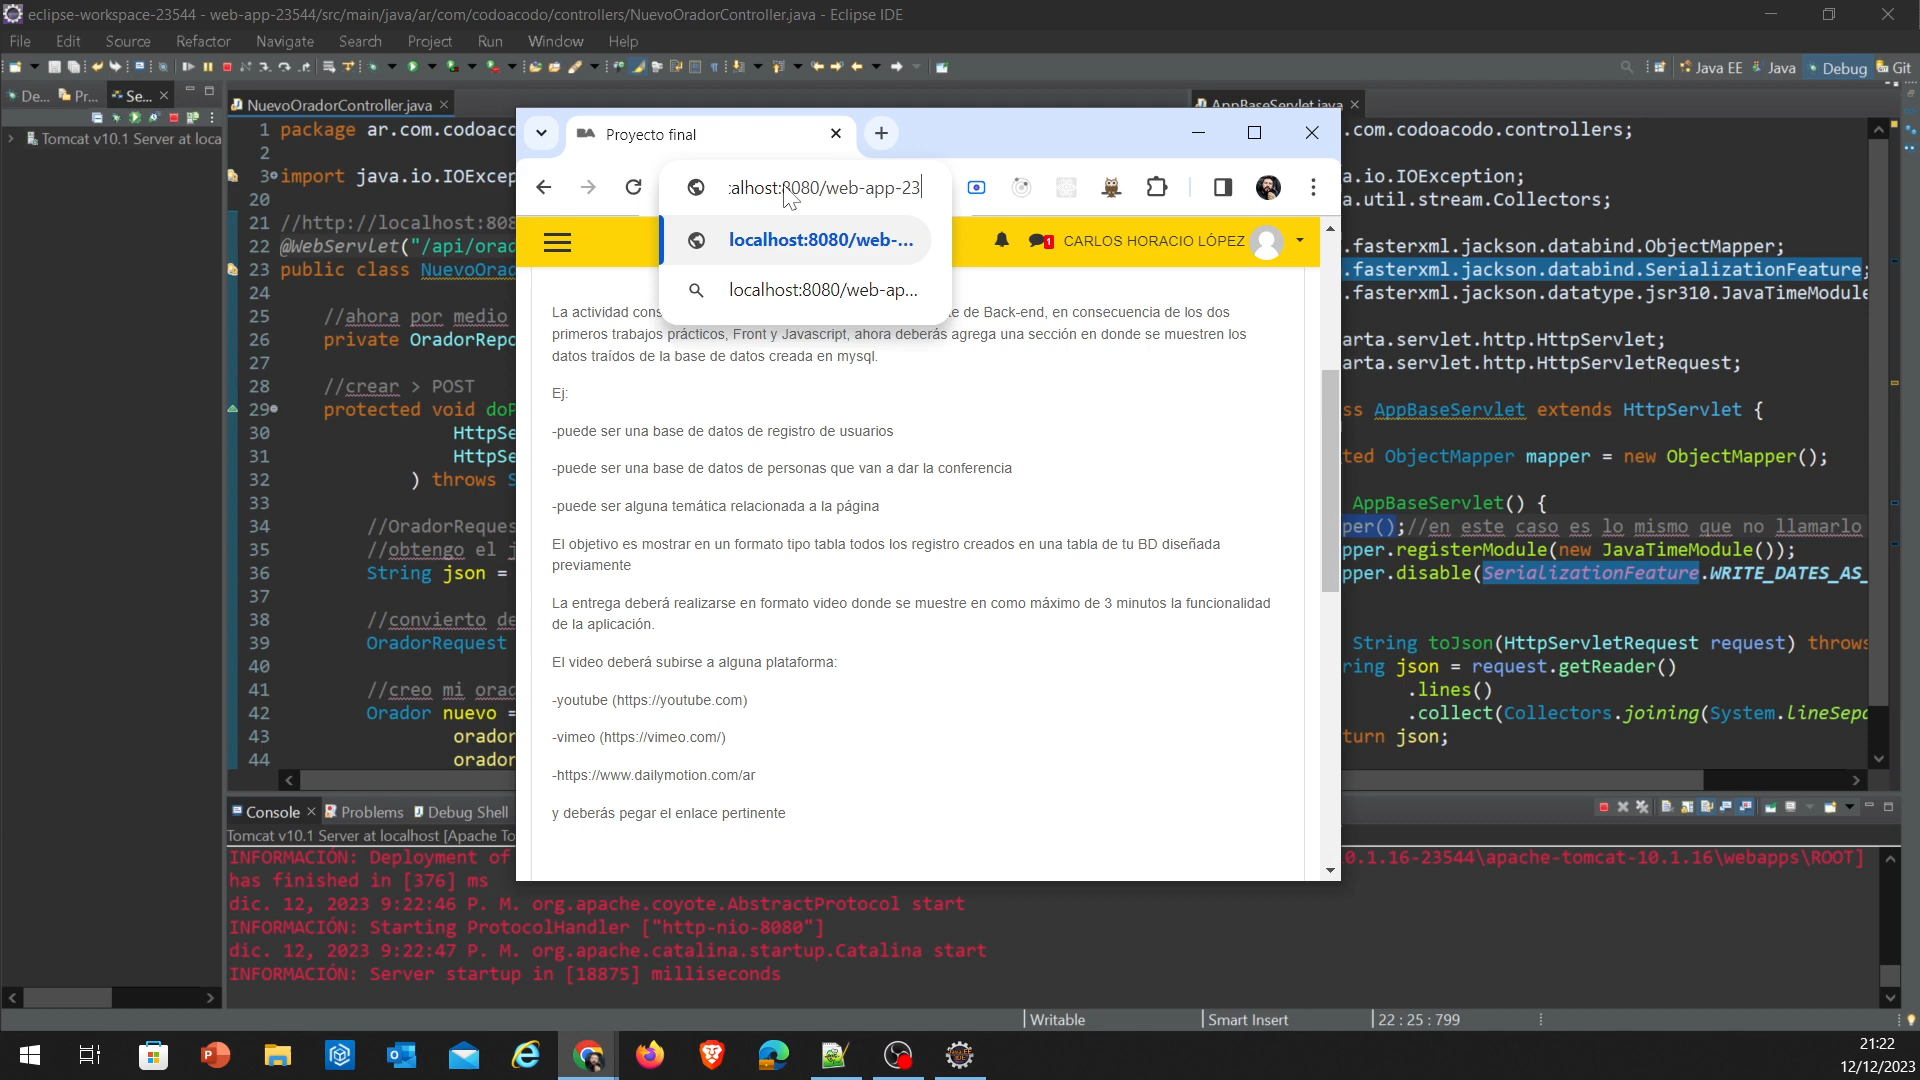 eclipse-workspace-23544 - web-app-23544/src/main/java/ar/com/codoacodo/controllers/NuevoOradorController.java - Eclipse IDE
File Edit Source Refactor Navigate Search Project Run Window Help
Java EE Java Debug Git
De... Pr... Se...
Tomcat v10.1 Server at loca
NuevoOradorController.java
1 package ar.com.codoac
2
3 import java.io.IOExcep
20
21 //http://localhost:808
22 @WebServlet("/api/orad
23 public class NuevoOrad
24
25 //ahora por medio
26 private OradorRepo
27
28 //crear > POST
29 protected void doP
30 HttpSe
31 HttpSe
32 ) throws S
33
34 //OradorReques
35 //obtengo el j
36 String json =
37
38 //convierto de
39 OradorRequest
40
41 //creo mi orad
42 Orador nuevo =
43 orador
44 orador
Proyecto final
:alhost:8080/web-app-23
localhost:8080/web-...
localhost:8080/web-ap...
1 CARLOS HORACIO LÓPEZ
La actividad cons
e de Back-end, en consecuencia de los dos
primeros trabajos prácticos, Front y Javascript, ahora deberás agrega una sección en donde se muestren los
datos traídos de la base de datos creada en mysql.
Ej:
-puede ser una base de datos de registro de usuarios
-puede ser una base de datos de personas que van a dar la conferencia
-puede ser alguna temática relacionada a la página
El objetivo es mostrar en un formato tipo tabla todos los registro creados en una tabla de tu BD diseñada
previamente
La entrega deberá realizarse en formato video donde se muestre en como máximo de 3 minutos la funcionalidad
de la aplicación.
El video deberá subirse a alguna plataforma:
-youtube (https://youtube.com)
-vimeo (https://vimeo.com/)
-https://www.dailymotion.com/ar
y deberás pegar el enlace pertinente
AppBaseServlet.java
.com.codoacodo.controllers;
a.io.IOException;
a.util.stream.Collectors;
.fasterxml.jackson.databind.ObjectMapper;
.fasterxml.jackson.databind.SerializationFeature;
.fasterxml.jackson.datatype.jsr310.JavaTimeModule
arta.servlet.http.HttpServlet;
arta.servlet.http.HttpServletRequest;
ss AppBaseServlet extends HttpServlet {
ted ObjectMapper mapper = new ObjectMapper();
AppBaseServlet() {
per();//en este caso es lo mismo que no llamarlo
pper.registerModule(new JavaTimeModule());
pper.disable(SerializationFeature.WRITE_DATES_AS_
String toJson(HttpServletRequest request) throws
ring json = request.getReader()
.lines()
.collect(Collectors.joining(System.lineSepa
turn json;
Console Problems Debug Shell
Tomcat v10.1 Server at localhost [Apache To
INFORMACIÓN: Deployment of
0.1.16-23544\apache-tomcat-10.1.16\webapps\ROOT]
has finished in [376] ms
dic. 12, 2023 9:22:46 P. M. org.apache.coyote.AbstractProtocol start
INFORMACIÓN: Starting ProtocolHandler ["http-nio-8080"]
dic. 12, 2023 9:22:47 P. M. org.apache.catalina.startup.Catalina start
INFORMACIÓN: Server startup in [18875] milliseconds
Writable Smart Insert 22 : 25 : 799
21:22
12/12/2023